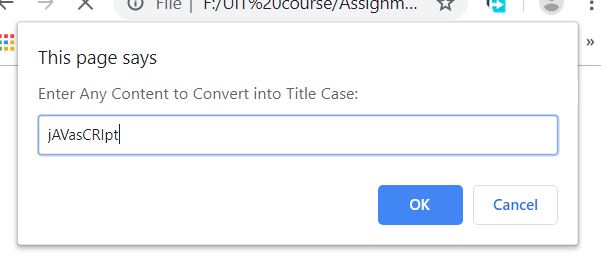 File | F:/UIT%20course/Assignm...
»
This page says
Enter Any Content to Convert into Title Case:
jAVasCRIpt
OK Cancel